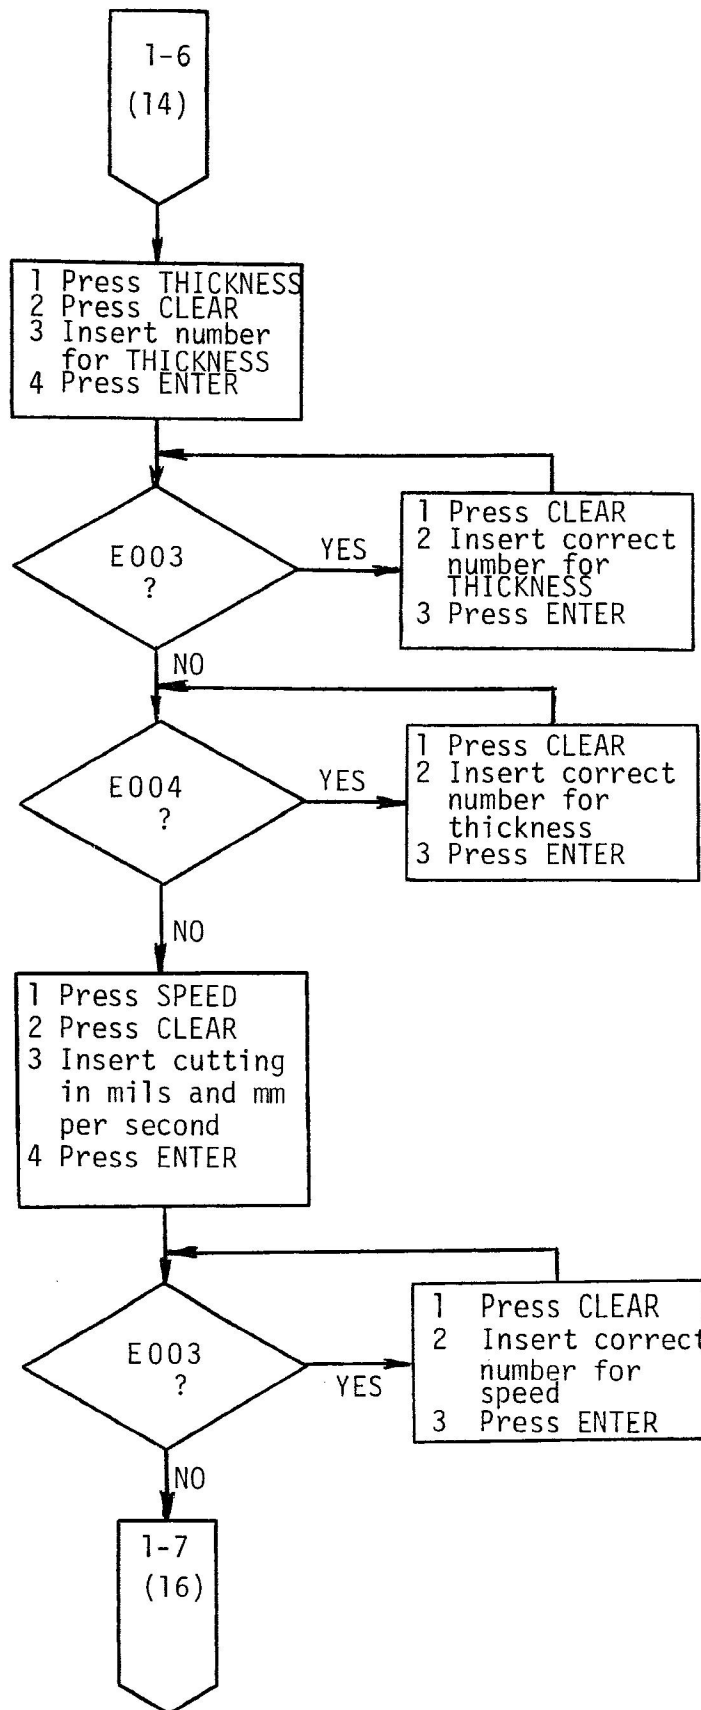 1-6
(14)
1 Press THICKNESS
2 Press CLEAR
3 Insert number
for THICKNESS
4 Press ENTER
E003
?
YES
1 Press CLEAR
2 Insert correct
number for
THICKNESS
3 Press ENTER
NO
E004
?
YES
1 Press CLEAR
2 Insert correct
number for
thickness
3 Press ENTER
NO
1 Press SPEED
2 Press CLEAR
3 Insert cutting
in mils and mm
per second
4 Press ENTER
E003
?
YES
1 Press CLEAR
2 Insert correct
number for
speed
3 Press ENTER
NO
1-7
(16)